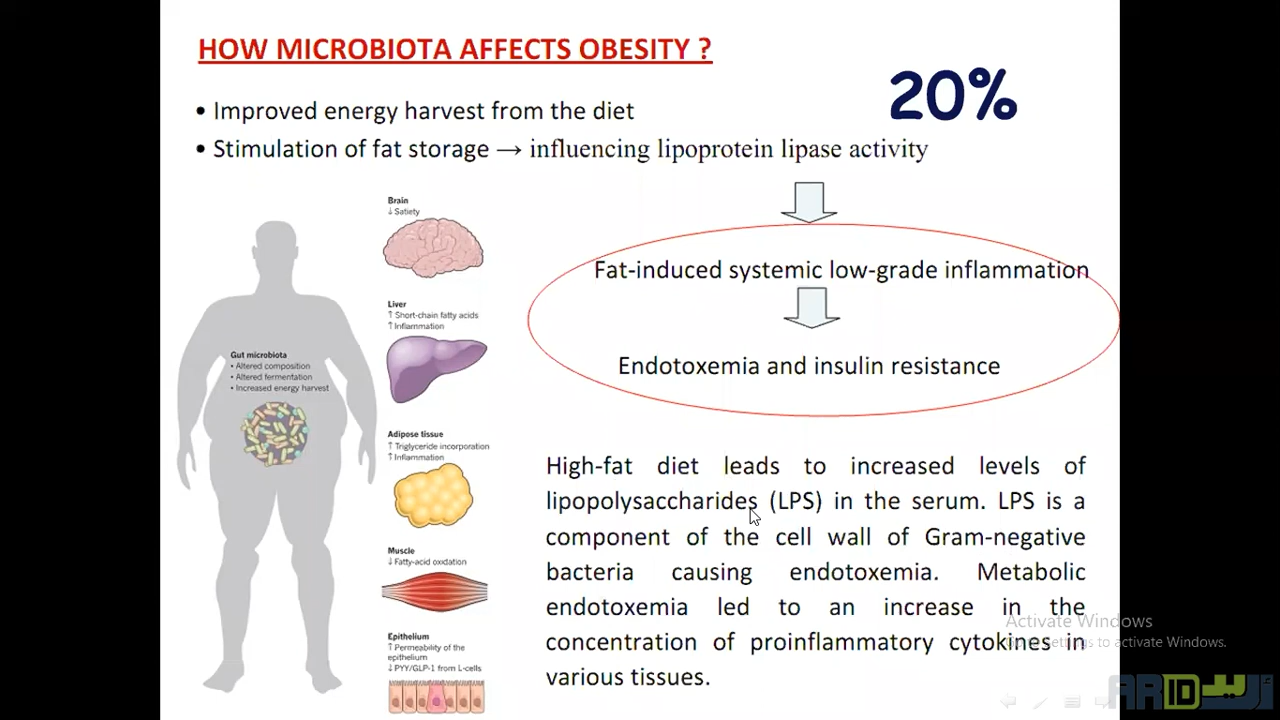 HOW MICROBIOTA AFFECTS OBESITY ?
20%
• Improved energy harvest from the diet
• Stimulation of fat storage → influencing lipoprotein lipase activity
Gut microbiota
• Altered composition
• Altered fermentation
• Increased energy harvest
Brain
↓ Satiety
Liver
↑ Short-chain fatty acids
↑ Inflammation
Adipose tissue
↑ Triglyceride incorporation
↑ Inflammation
Muscle
↓ Fatty-acid oxidation
Epithelium
↑ Permeability of the
epithelium
↓ PYY/GLP-1 from L-cells
Fat-induced systemic low-grade inflammation
Endotoxemia and insulin resistance
High-fat diet leads to increased levels of
lipopolysaccharides (LPS) in the serum. LPS is a
component of the cell wall of Gram-negative
bacteria causing endotoxemia. Metabolic
endotoxemia led to an increase in the
concentration of proinflammatory cytokines in
various tissues.
Activate Windows
to activate Windows.
ARID
أريد